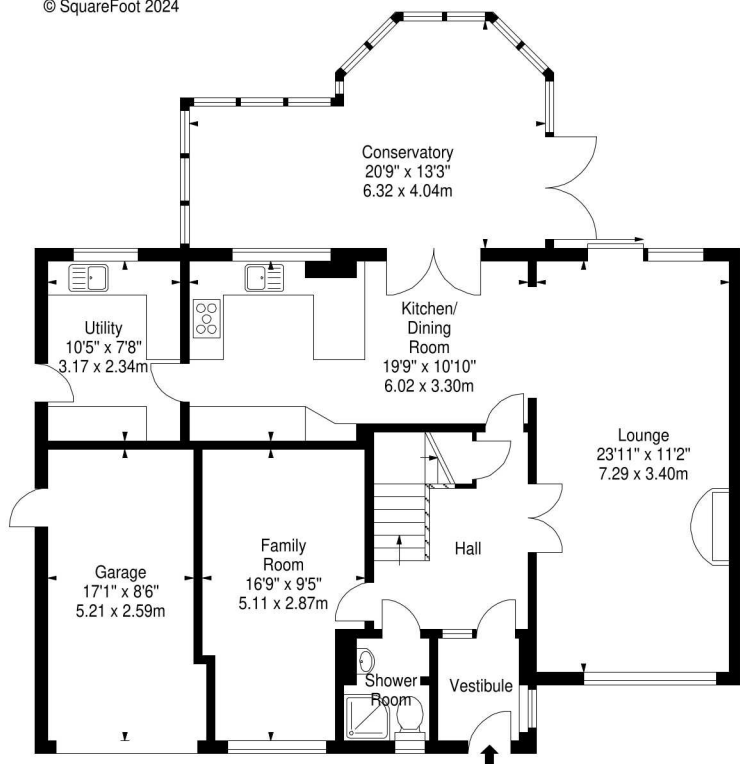 © SquareFoot 2024
Conservatory
20'9" x 13'3"
6.32 x 4.04m
Utility
10'5" x 7'8"
3.17 x 2.34m
Kitchen/
Dining
Room
19'9" x 10'10"
6.02 x 3.30m
Lounge
23'11" x 11'2"
7.29 x 3.40m
Hall
Family
Room
16'9" x 9'5"
5.11 x 2.87m
Garage
17'1" x 8'6"
5.21 x 2.59m
Shower
Room
Vestibule